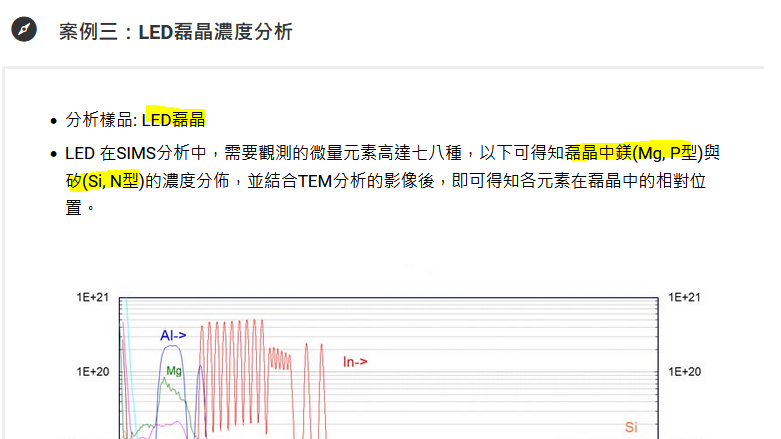 案例三：LED磊晶濃度分析
分析樣品: LED磊晶
LED 在SIMS分析中，需要觀測的微量元素高達七八種，以下可得知磊晶中鎂(Mg, P型)與
矽(Si, N型)的濃度分佈，並結合TEM分析的影像後，即可得知各元素在磊晶中的相對位
置。
1E+21 1E+21
Al->
In->
Mg
1E+20 1E+20
Si